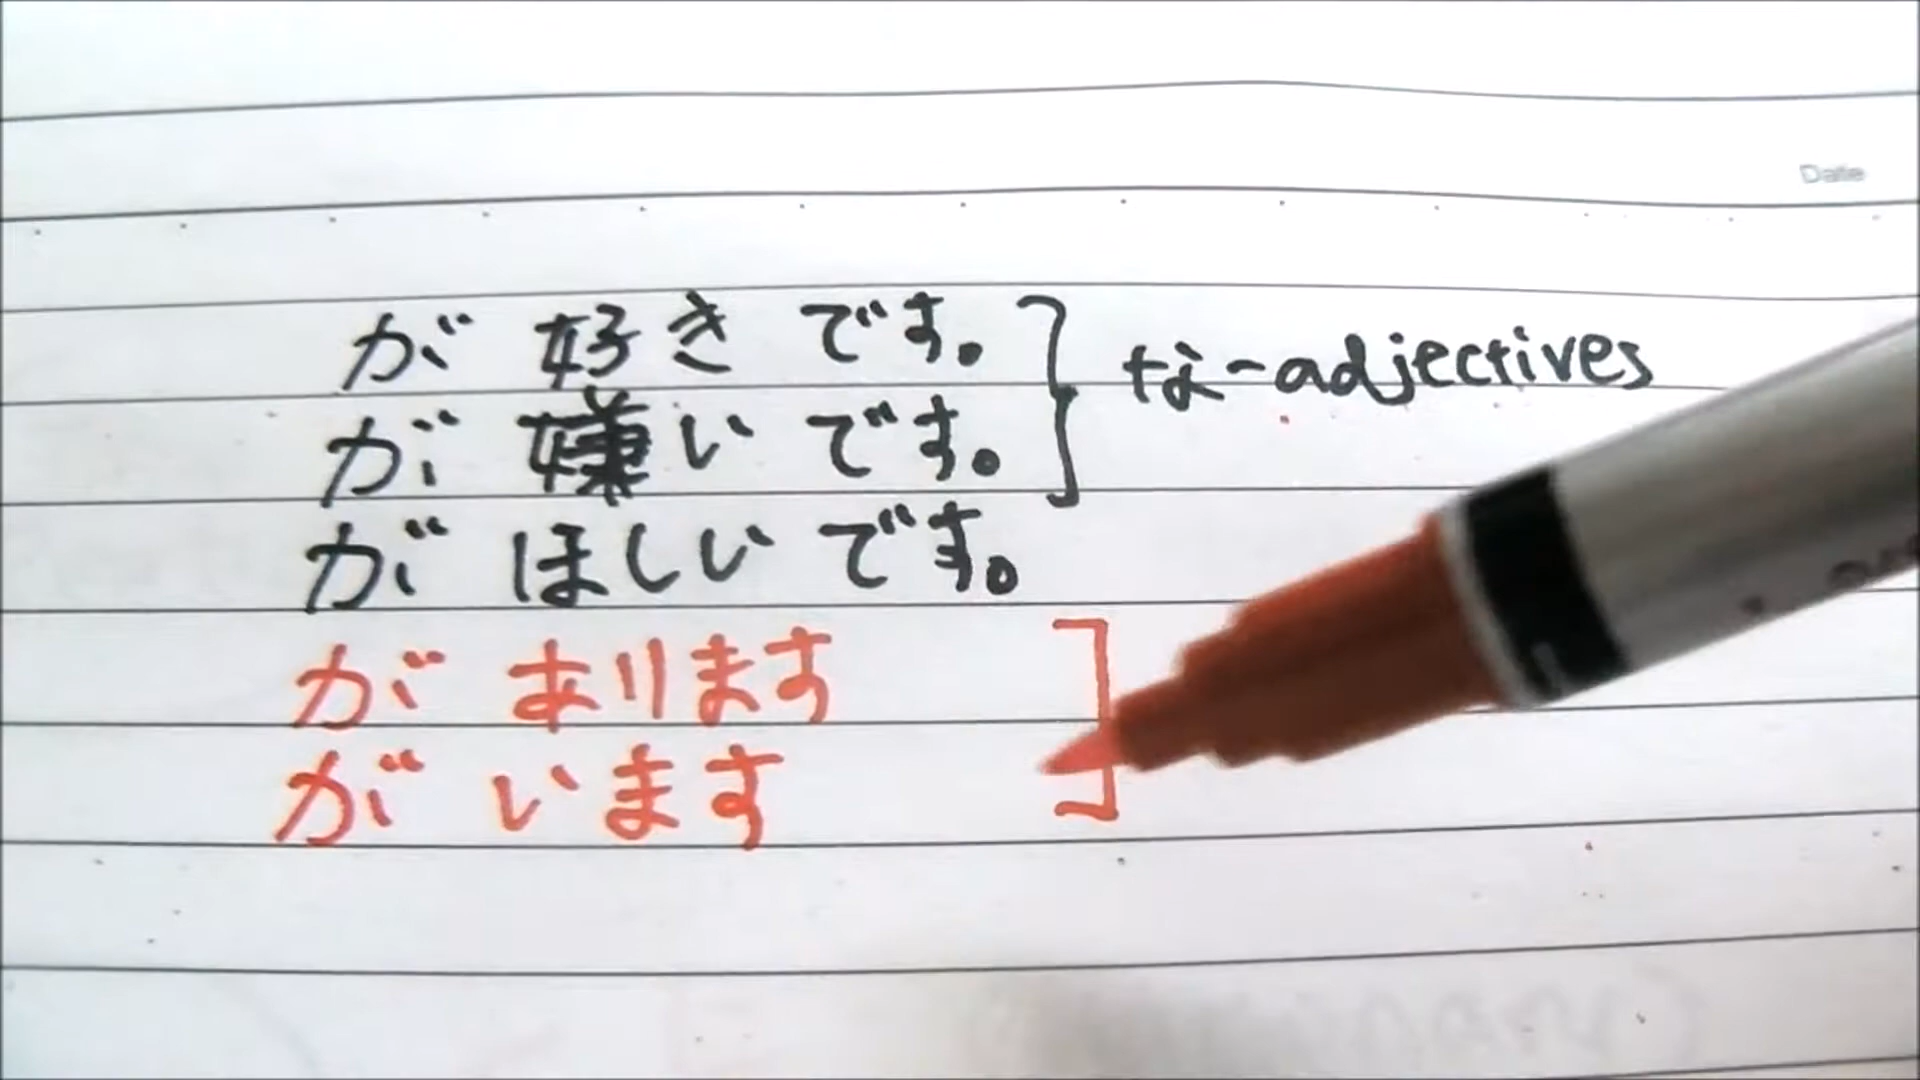 Date
が 好き です。
な-adjectives
が 嫌い です。
が ほしい です。
が あります
が います